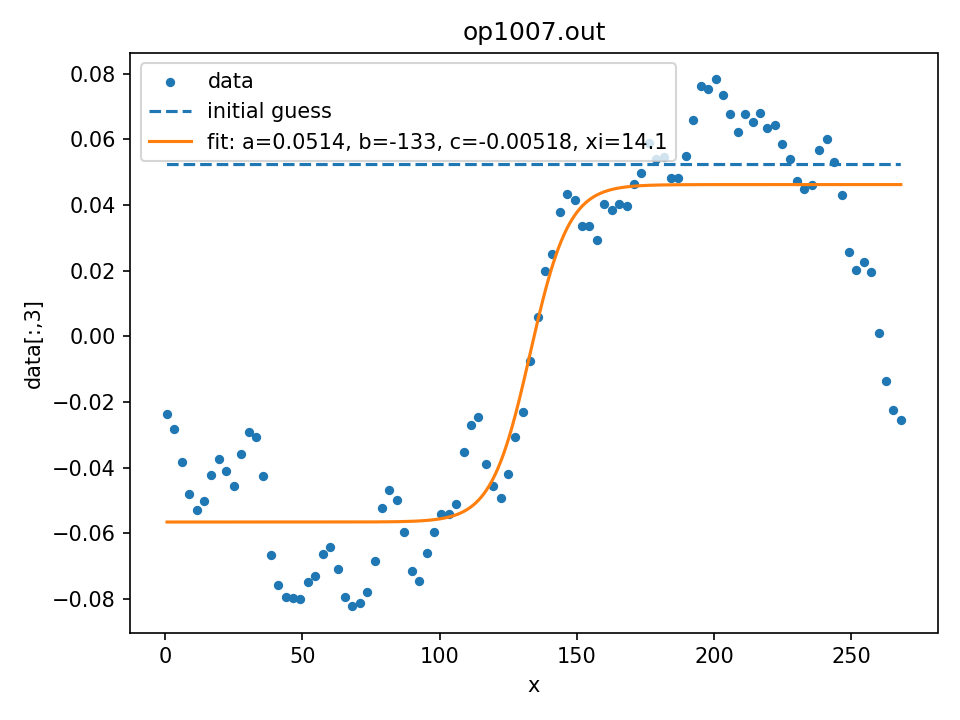 op1007.out
data
initial guess
fit: a=0.0514, b=-133, c=-0.00518, xi=14.1
0.08
0.06
0.04
0.02
0.00
−0.02
−0.04
−0.06
−0.08
data[:,3]
0 50 100 150 200 250
x